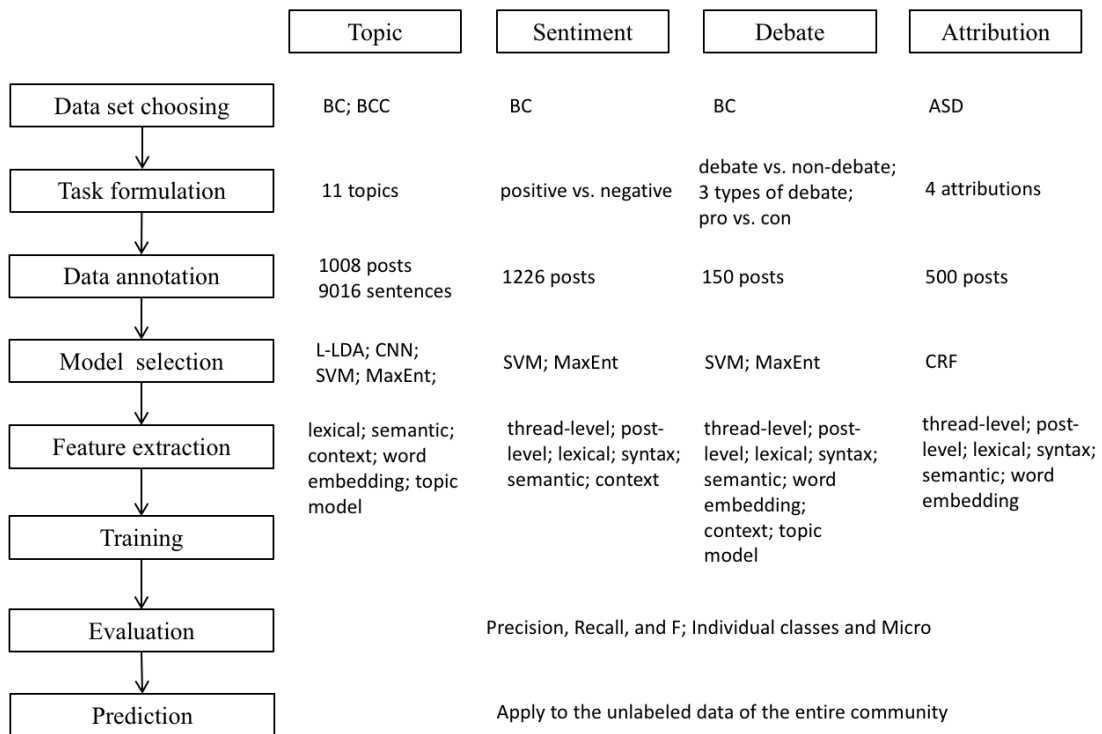 Topic
Sentiment
Debate
Attribution
Data set choosing
BC; BCC
BC
BC
ASD
Task formulation
11 topics
positive vs. negative
debate vs. non-debate;
3 types of debate;
pro vs. con
4 attributions
Data annotation
1008 posts
9016 sentences
1226 posts
150 posts
500 posts
Model selection
L-LDA; CNN;
SVM; MaxEnt;
SVM; MaxEnt
SVM; MaxEnt
CRF
Feature extraction
lexical; semantic;
context; word
embedding; topic
model
thread-level; post-
level; lexical; syntax;
semantic; context
thread-level; post-
level; lexical; syntax;
semantic; word
embedding;
context; topic
model
thread-level; post-
level; lexical; syntax;
semantic; word
embedding
Training
Evaluation
Precision, Recall, and F; Individual classes and Micro
Prediction
Apply to the unlabeled data of the entire community